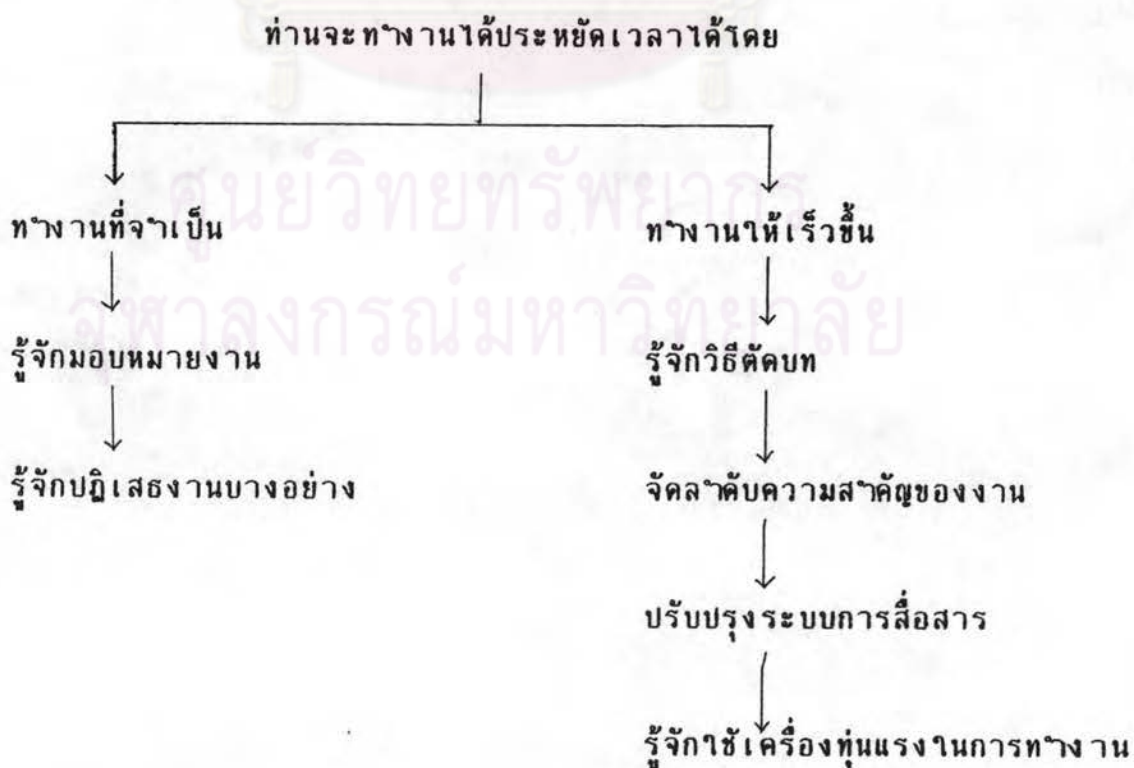 ท่านจะทำงานได้ประหยัดเวลาได้โดย
ทำงานที่จำเป็น
ทำงานให้เร็วขึ้น
รู้จักมอบหมายงาน
รู้จักวิธีตัดบท
รู้จักปฏิเสธงานบางอย่าง
จัดลำดับความสำคัญของงาน
ปรับปรุงระบบการสื่อสาร
รู้จักใช้เครื่องทุ่นแรงในการทำงาน
ศูนย์วิทยทรัพยากร
จุฬาลงกรณ์มหาวิทยาลัย